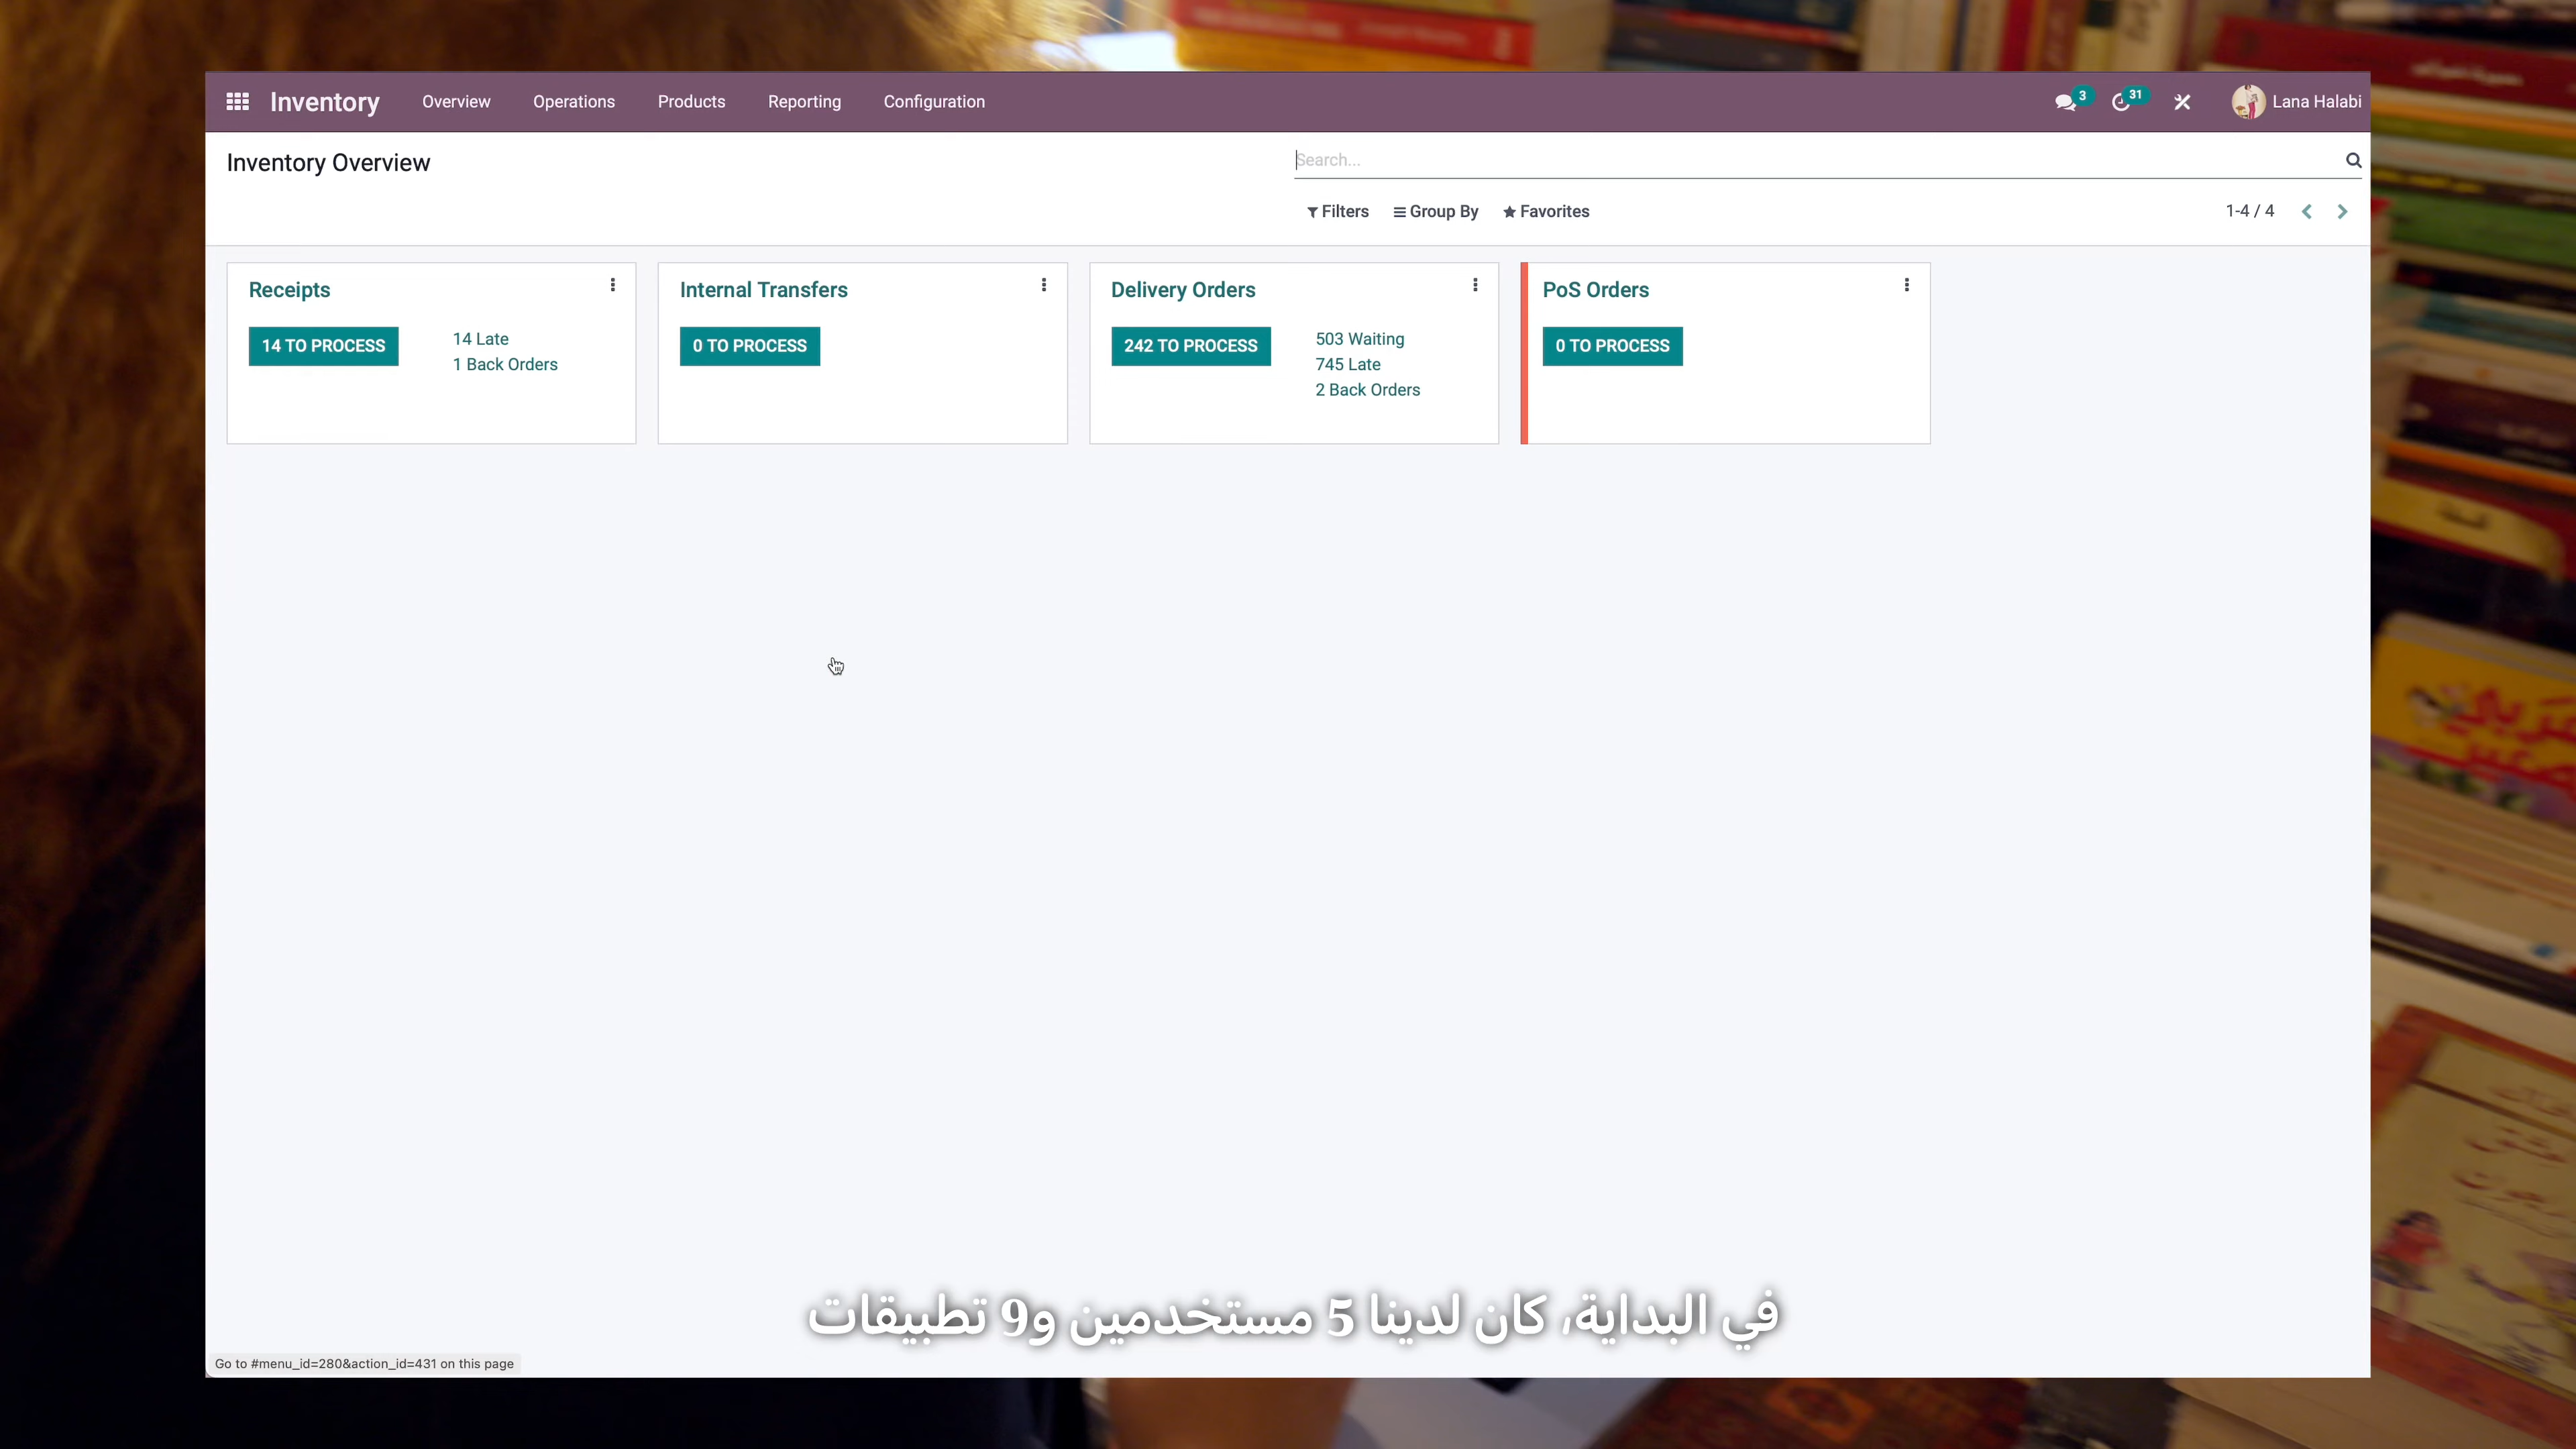 Inventory
Overview
Operations
Products
Reporting
Configuration
3
31
Lana Halabi
Inventory Overview
Search...
Filters
Group By
Favorites
1-4 / 4
Receipts
14 TO PROCESS
14 Late
1 Back Orders
Internal Transfers
0 TO PROCESS
Delivery Orders
242 TO PROCESS
503 Waiting
745 Late
2 Back Orders
PoS Orders
0 TO PROCESS
في البداية، كان لدينا 5 مستخدمين و9 تطبيقات
Go to #menu_id=280&action_id=431 on this page